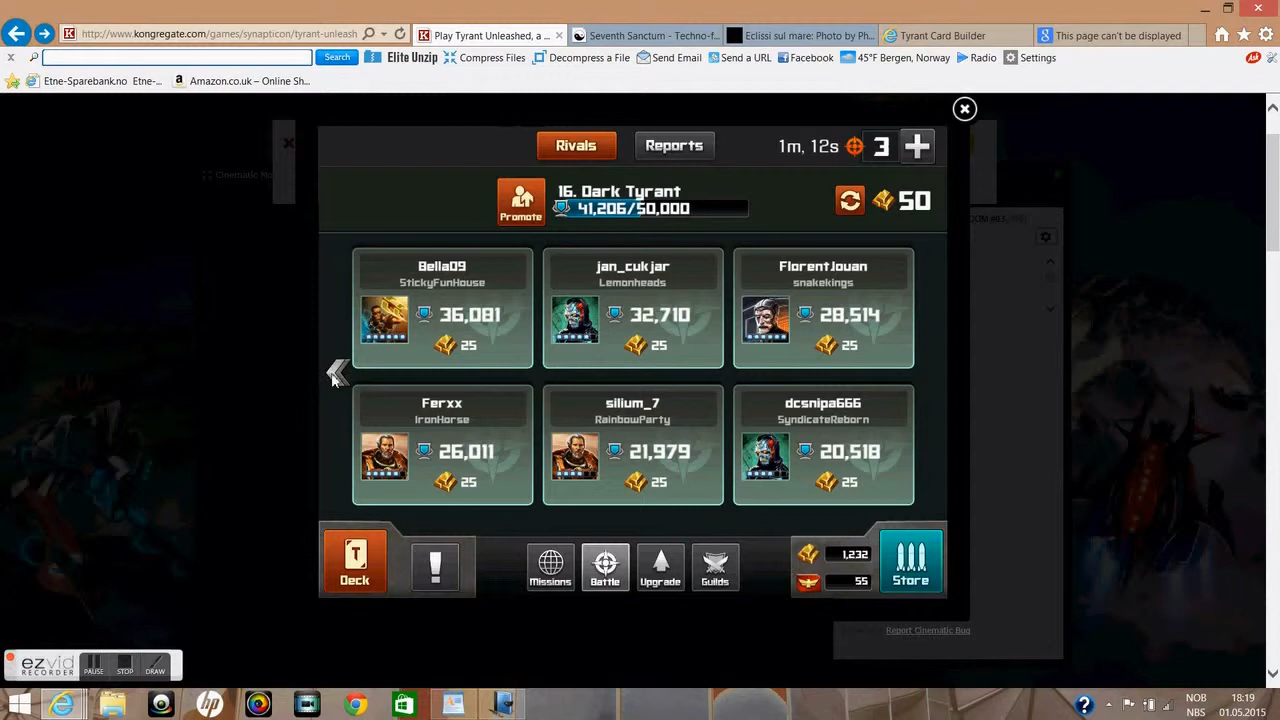 http://www.kongregate.com/games/synapticon/tyrant-unleash
Play Tyrant Unleashed, a ...
Seventh Sanctum - Techno-f...
Eclissi sul mare: Photo by Ph...
Tyrant Card Builder
This page can't be displayed
Search
Elite Unzip
Compress Files
Decompress a File
Send Email
Send a URL
Facebook
45°F Bergen, Norway
Radio
Settings
Ask
Etne-Sparebank.no Etne-...
Amazon.co.uk – Online Sh...
Rivals
Reports
1m, 12s
3
Promote
16. Dark Tyrant
41,206/50,000
50
Bella09
StickyFunHouse
36,081
25
jan_cukjar
Lemonheads
32,710
25
FlorentJouan
snakekings
28,514
25
Ferxx
IronHorse
26,011
25
silium_7
RainbowParty
21,979
25
dcsnipa666
SyndicateReborn
20,518
25
Deck
Missions
Battle
Upgrade
Guilds
1,232
55
Store
Report Cinematic Bug
ezvid
RECORDER
PAUSE
STOP
DRAW
NOB
NBS
18:19
01.05.2015